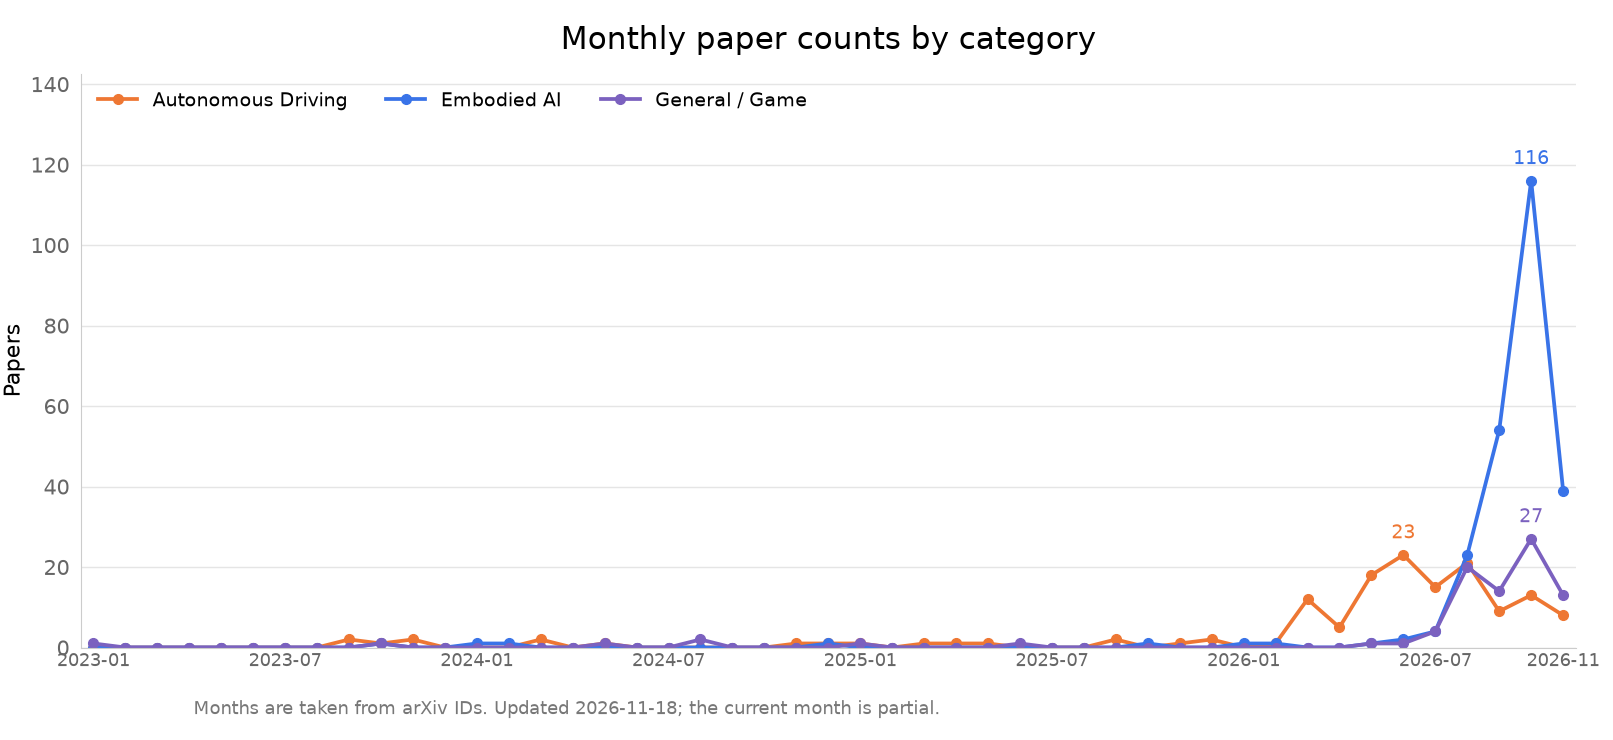 Monthly paper counts by category
140
120
100
80
60
40
20
0
Papers
Autonomous Driving Embodied AI General / Game
116
27
23
2023-01 2023-07 2024-01 2024-07 2025-01 2025-07 2026-01 2026-07 2026-11
Months are taken from arXiv IDs. Updated 2026-11-18; the current month is partial.